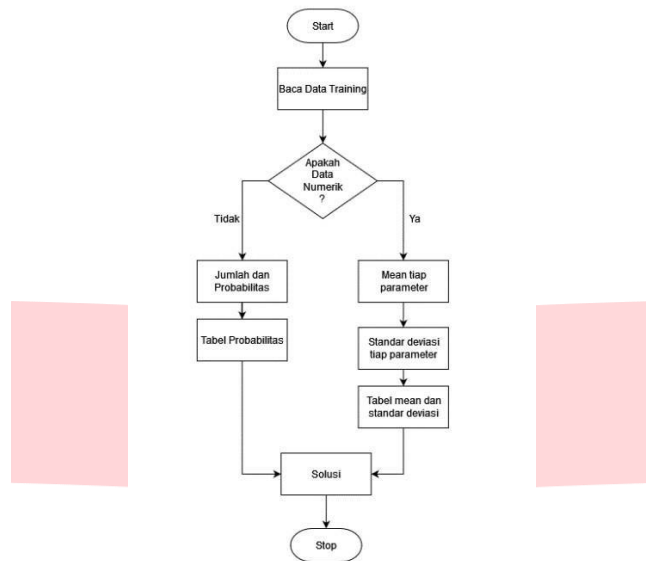 Start
Baca Data Training
Apakah
Data
Numerik
?
Tidak
Ya
Jumlah dan
Probabilitas
Mean tiap
parameter
Tabel Probabilitas
Standar deviasi
tiap parameter
Tabel mean dan
standar deviasi
Solusi
Stop